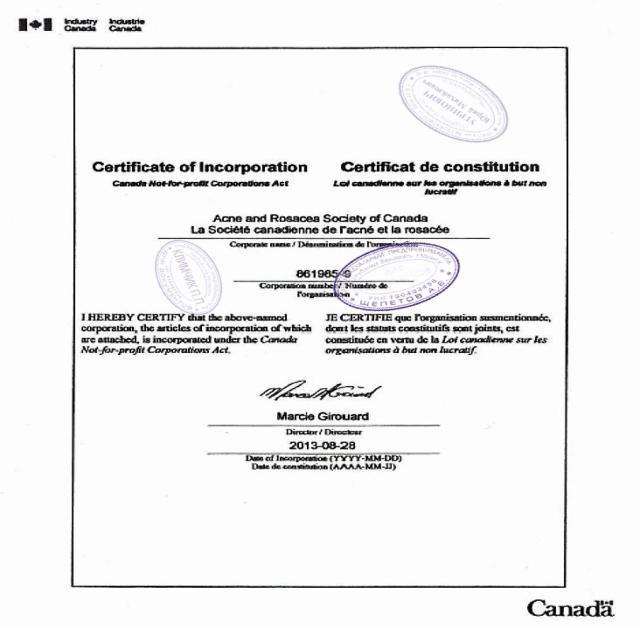 Industry Industrie
Canada Canada
УТРИНОВИЧ
Certificate of Incorporation
Canada Not-for-profit Corporations Act
Certificat de constitution
Loi canadienne sur les organisations à but non
lucratif
Acne and Rosacea Society of Canada
La Société canadienne de l'acné et la rosacée
Corporate name / Dénomination de l'organisation
861965-9
Corporation number / Numéro de
l'organisation
КЛИМЧИК П.П.
ЩЕПЕТОВ А.Е.
I HEREBY CERTIFY that the above-named
corporation, the articles of incorporation of which
are attached, is incorporated under the Canada
Not-for-profit Corporations Act.
JE CERTIFIE que l'organisation susmentionnée,
dont les statuts constitutifs sont joints, est
constituée en vertu de la Loi canadienne sur les
organisations à but non lucratif.
Marcie Girouard
Director / Directeur
2013-08-28
Date of Incorporation (YYYY-MM-DD)
Date de constitution (AAAA-MM-JJ)
Canada